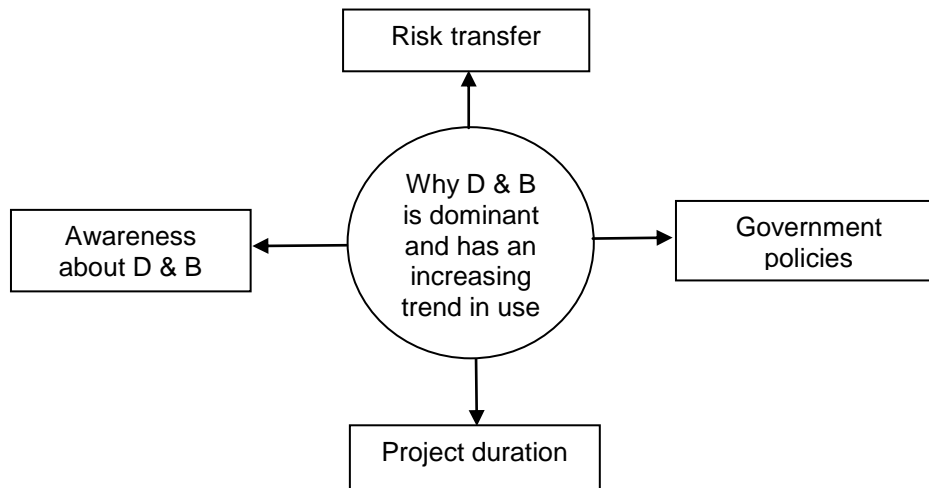 Risk transfer
Why D & B
is dominant
and has an
increasing
trend in use
Awareness
about D & B
Government
policies
Project duration